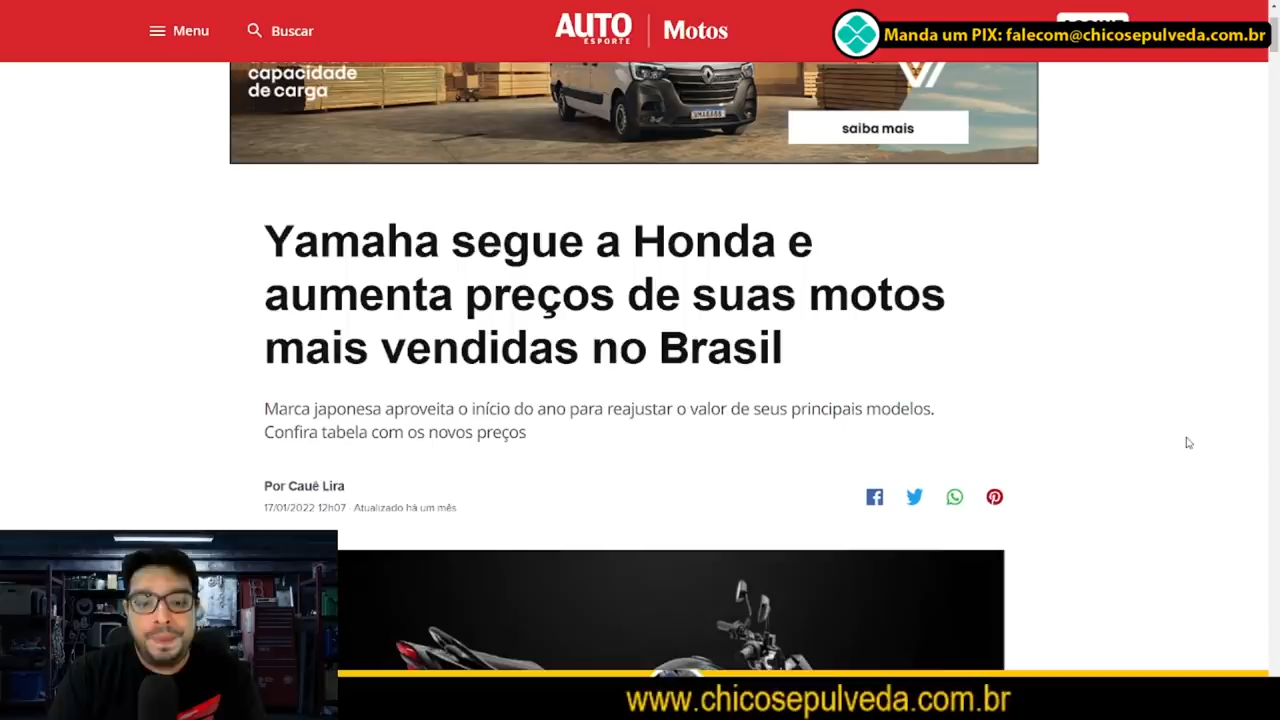 Menu
Buscar
AUTO
ESPORTE
Motos
Manda um PIX: falecom@chicosepulveda.com.br
capacidade
de carga
saiba mais
Yamaha segue a Honda e
aumenta preços de suas motos
mais vendidas no Brasil
Marca japonesa aproveita o início do ano para reajustar o valor de seus principais modelos.
Confira tabela com os novos preços
Por Cauê Lira
17/01/2022 12h07 · Atualizado há um mês
www.chicosepulveda.com.br